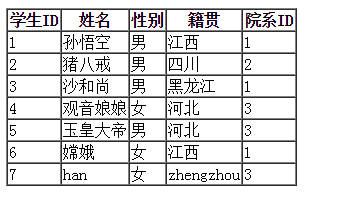 学生ID 姓名 性别 籍贯 院系ID
1 孙悟空 男 江西 1
2 猪八戒 男 四川 2
3 沙和尚 男 黑龙江 1
4 观音娘娘 女 河北 3
5 玉皇大帝 男 河北 3
6 嫦娥 女 江西 1
7 han 女 zhengzhou 3